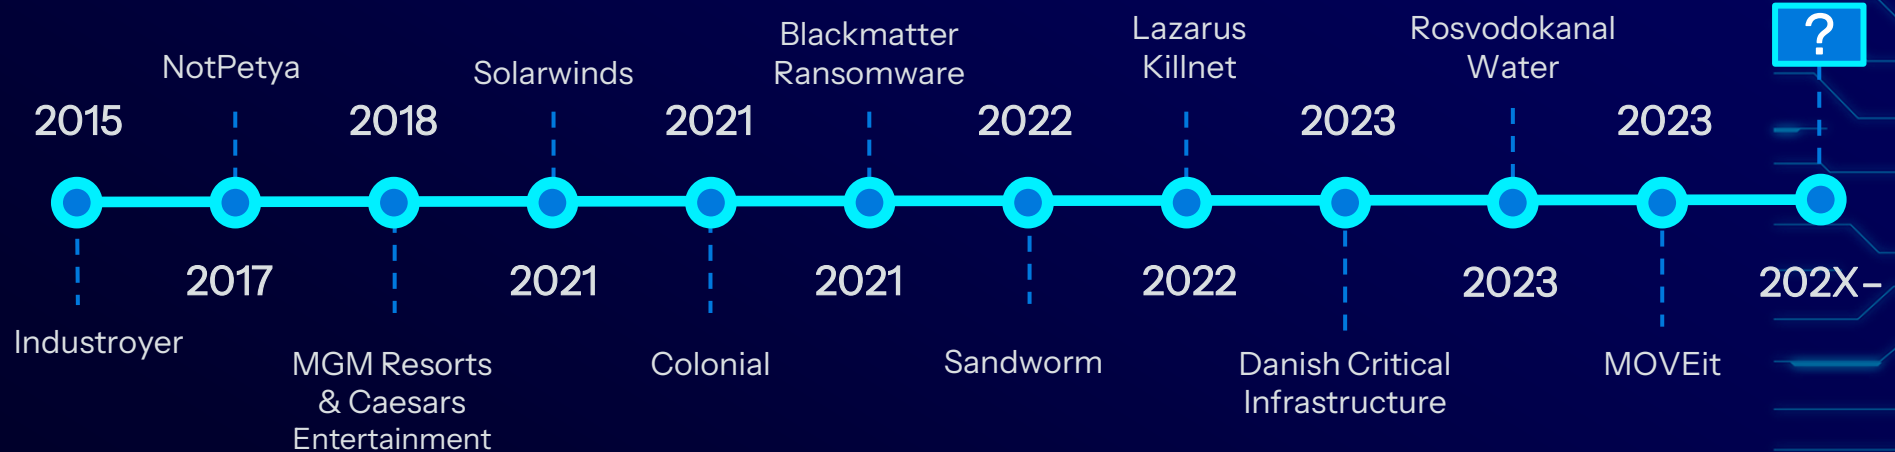 2015
Industroyer
NotPetya
2017
2018
MGM Resorts
& Caesars
Entertainment
Solarwinds
2021
2021
Colonial
Blackmatter
Ransomware
2021
2022
Sandworm
Lazarus
Killnet
2022
2023
Danish Critical
Infrastructure
Rosvodokanal
Water
2023
2023
MOVEit
?
202X–